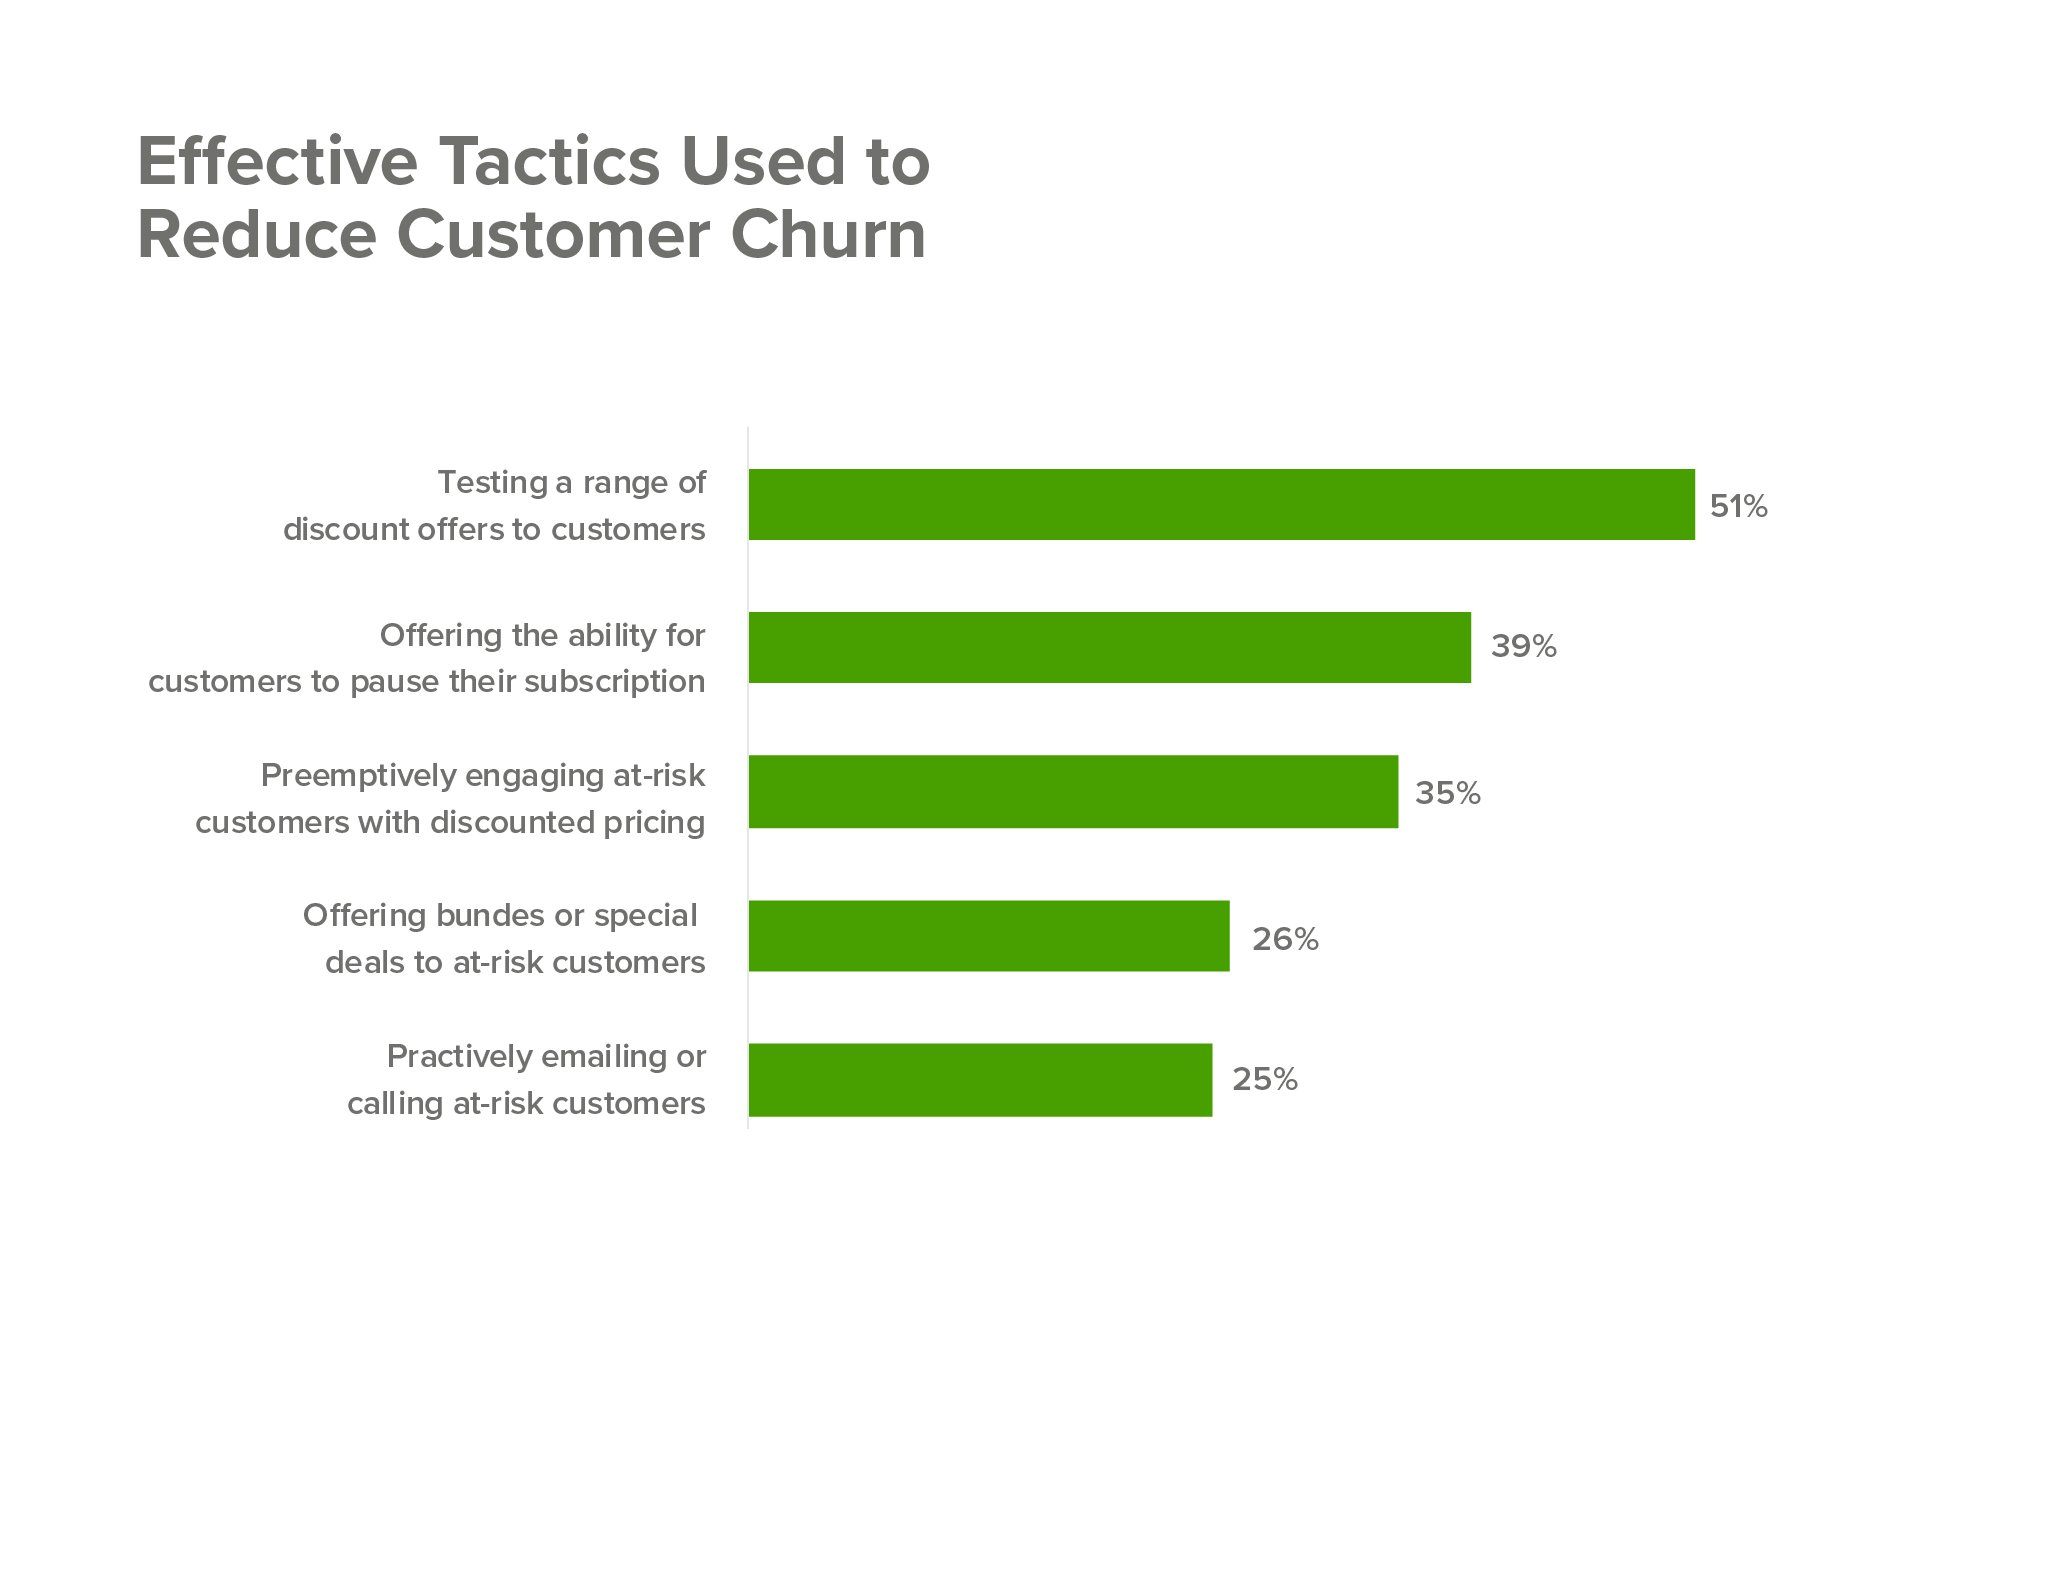 Effective Tactics Used to
Reduce Customer Churn
Testing a range of
discount offers to customers
51%
Offering the ability for
customers to pause their subscription
39%
Preemptively engaging at-risk
customers with discounted pricing
35%
Offering bundes or special
deals to at-risk customers
26%
Practively emailing or
calling at-risk customers
25%